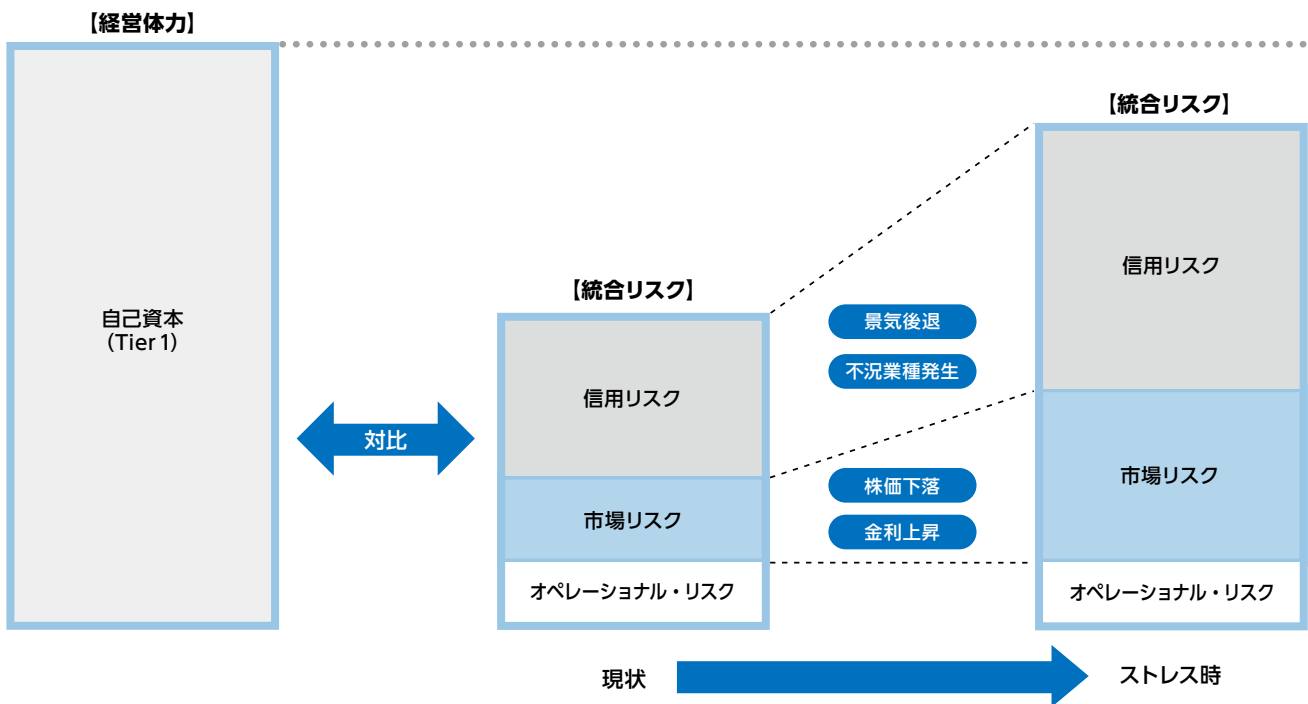 【経営体力】
自己資本
（Tier 1）
対比
【統合リスク】
信用リスク
市場リスク
オペレーショナル・リスク
景気後退
不況業種発生
株価下落
金利上昇
【統合リスク】
信用リスク
市場リスク
オペレーショナル・リスク
現状
ストレス時